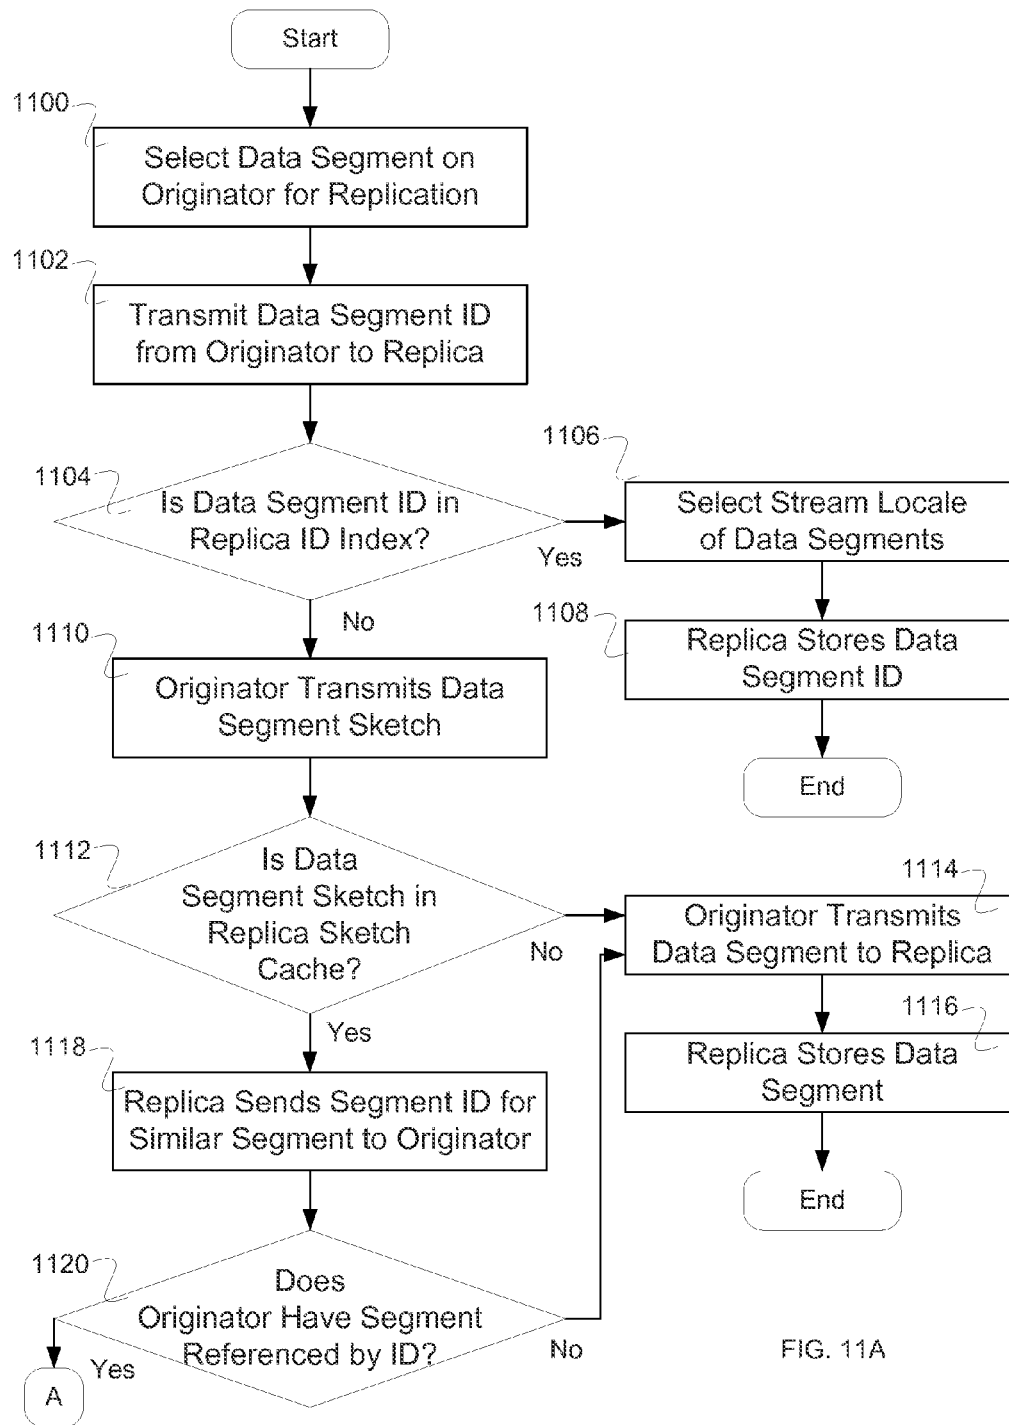 Start
1100
Select Data Segment on
Originator for Replication
1102
Transmit Data Segment ID
from Originator to Replica
1104
Is Data Segment ID in
Replica ID Index?
Yes
No
1106
Select Stream Locale
of Data Segments
1108
Replica Stores Data
Segment ID
End
1110
Originator Transmits Data
Segment Sketch
1112
Is Data
Segment Sketch in
Replica Sketch
Cache?
No
Yes
1114
Originator Transmits
Data Segment to Replica
1116
Replica Stores Data
Segment
End
1118
Replica Sends Segment ID for
Similar Segment to Originator
1120
Does
Originator Have Segment
Referenced by ID?
No
Yes
A
FIG. 11A